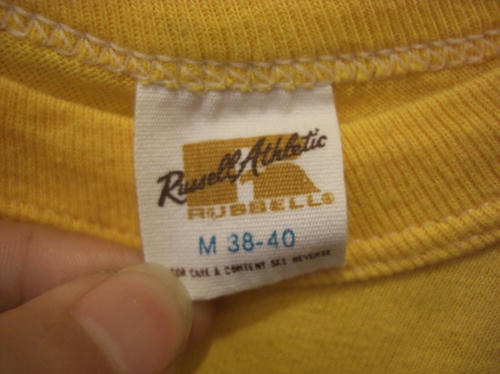 Russell Athletic
RUSSELL®
M 38-40
FOR CARE & CONTENT SEE REVERSE